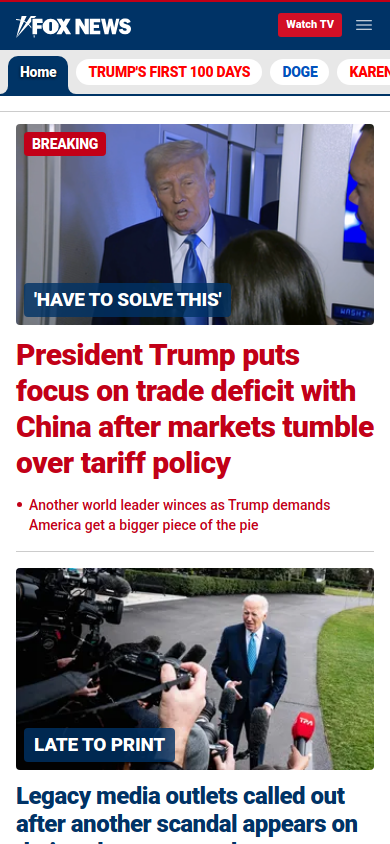 FOX NEWS
Watch TV
Home
TRUMP'S FIRST 100 DAYS
DOGE
KAREN
BREAKING
'HAVE TO SOLVE THIS'
President Trump puts
focus on trade deficit with
China after markets tumble
over tariff policy
• Another world leader winces as Trump demands
America get a bigger piece of the pie
LATE TO PRINT
Legacy media outlets called out
after another scandal appears on